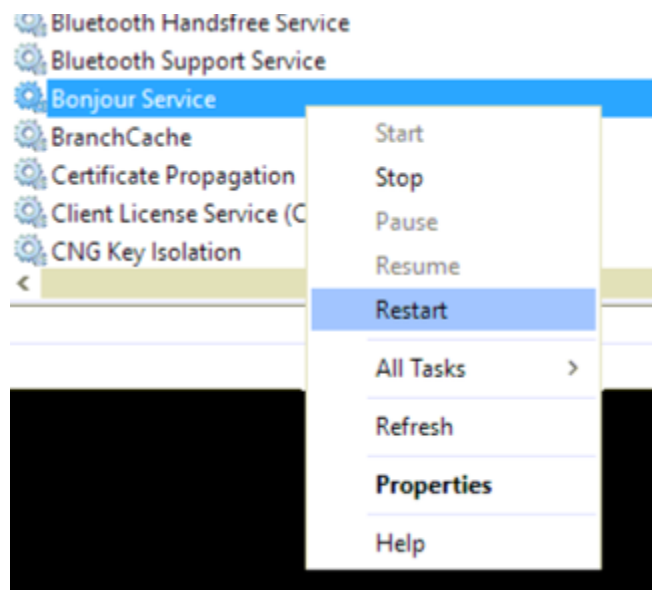 Bluetooth Handsfree Service
Bluetooth Support Service
Bonjour Service
BranchCache
Certificate Propagation
Client License Service (C
CNG Key Isolation
Start
Stop
Pause
Resume
Restart
All Tasks
Refresh
Properties
Help